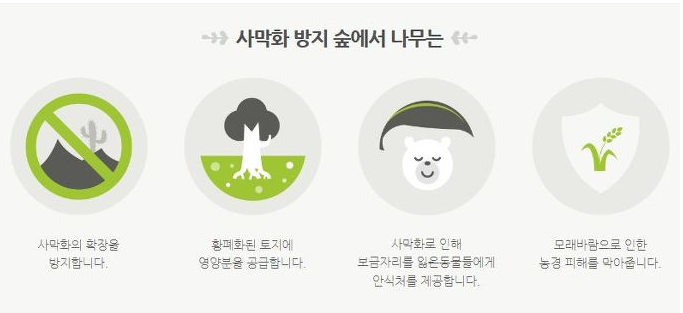 사막화 방지 숲에서 나무는
사막화의 확장을
방지합니다.
황폐화된 토지에
영양분을 공급합니다.
사막화로 인해
보금자리를 잃은동물들에게
안식처를 제공합니다.
모래바람으로 인한
농경 피해를 막아줍니다.